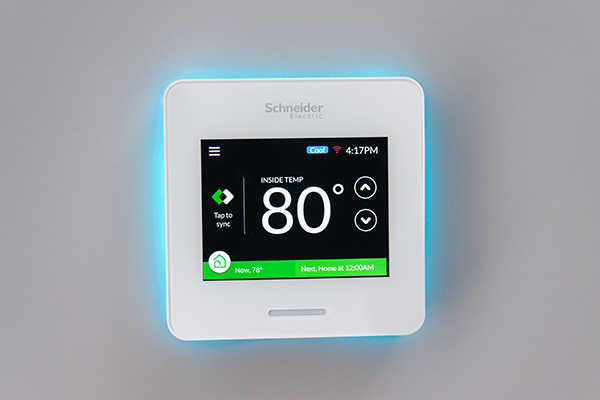 Schneider
Electric
Cool 4:17PM
INSIDE TEMP
80°
Tap to
sync
Now, 78° Next, Home at 12:00AM